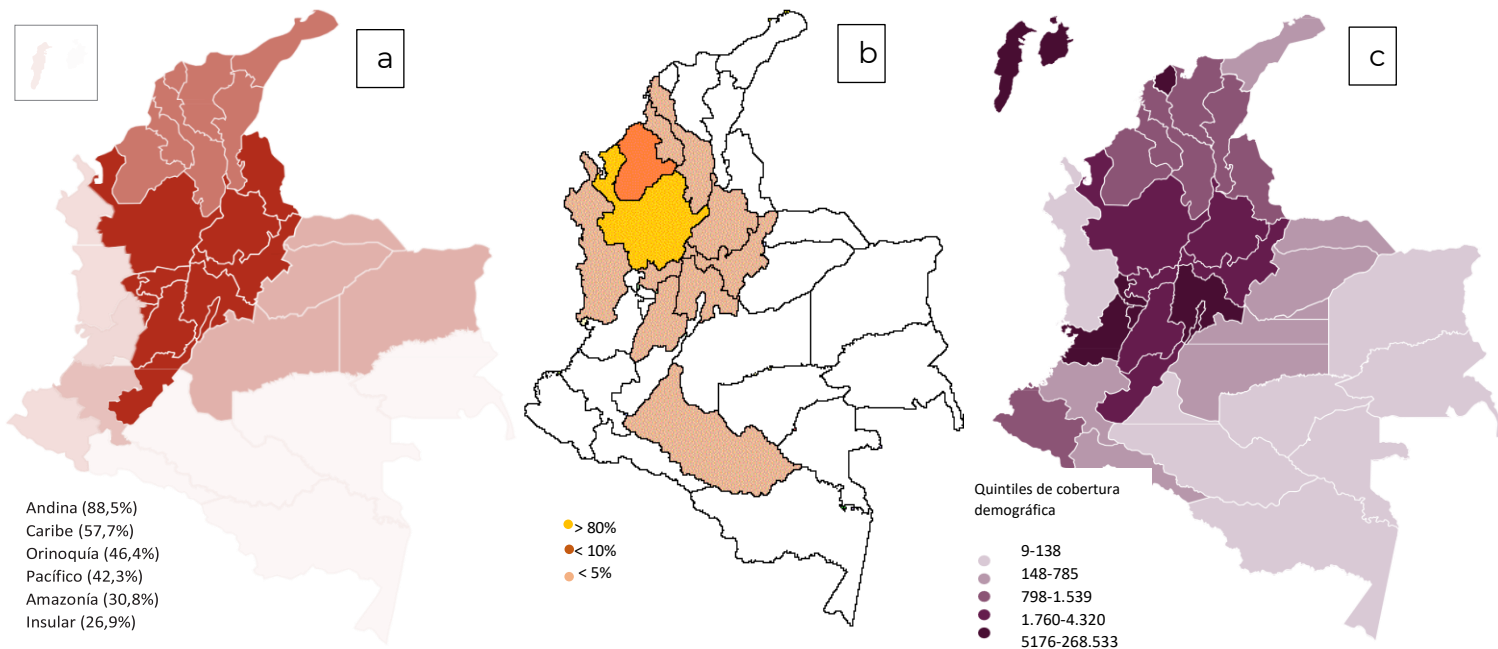 a
b
c
Andina (88,5%)
Caribe (57,7%)
Orinoquía (46,4%)
Pacífico (42,3%)
Amazonía (30,8%)
Insular (26,9%)
> 80%
< 10%
< 5%
Quintiles de cobertura
demográfica
9-138
148-785
798-1.539
1.760-4.320
5176-268.533